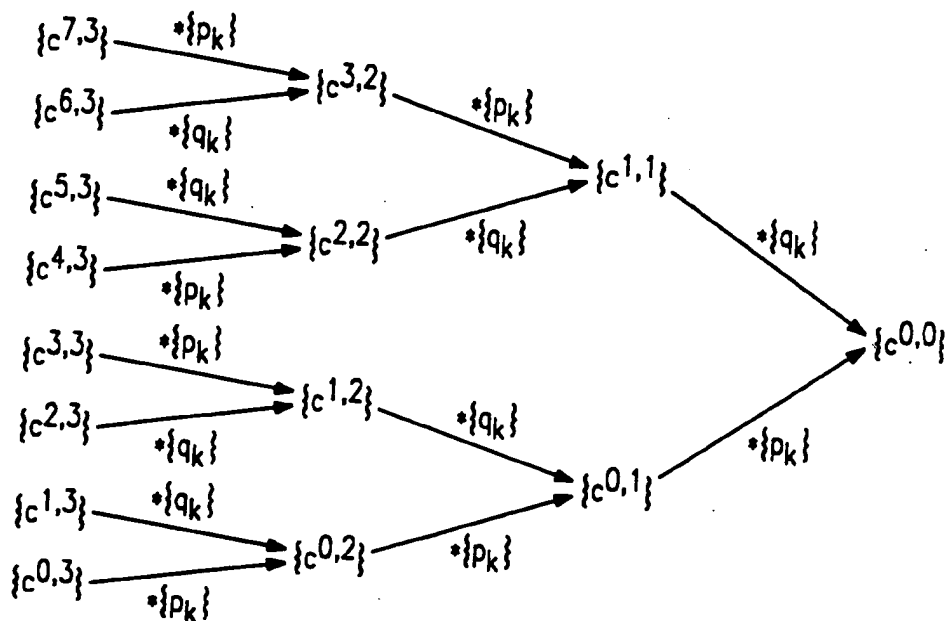 {c^7,3}
*{p_k}
{c^6,3}
*{q_k}
{c^3,2}
*{p_k}
{c^5,3}
*{q_k}
{c^4,3}
*{p_k}
{c^2,2}
*{q_k}
{c^1,1}
*{q_k}
{c^3,3}
*{p_k}
{c^2,3}
*{q_k}
{c^1,2}
*{q_k}
{c^1,3}
*{q_k}
{c^0,3}
*{p_k}
{c^0,2}
*{p_k}
{c^0,1}
*{p_k}
{c^0,0}